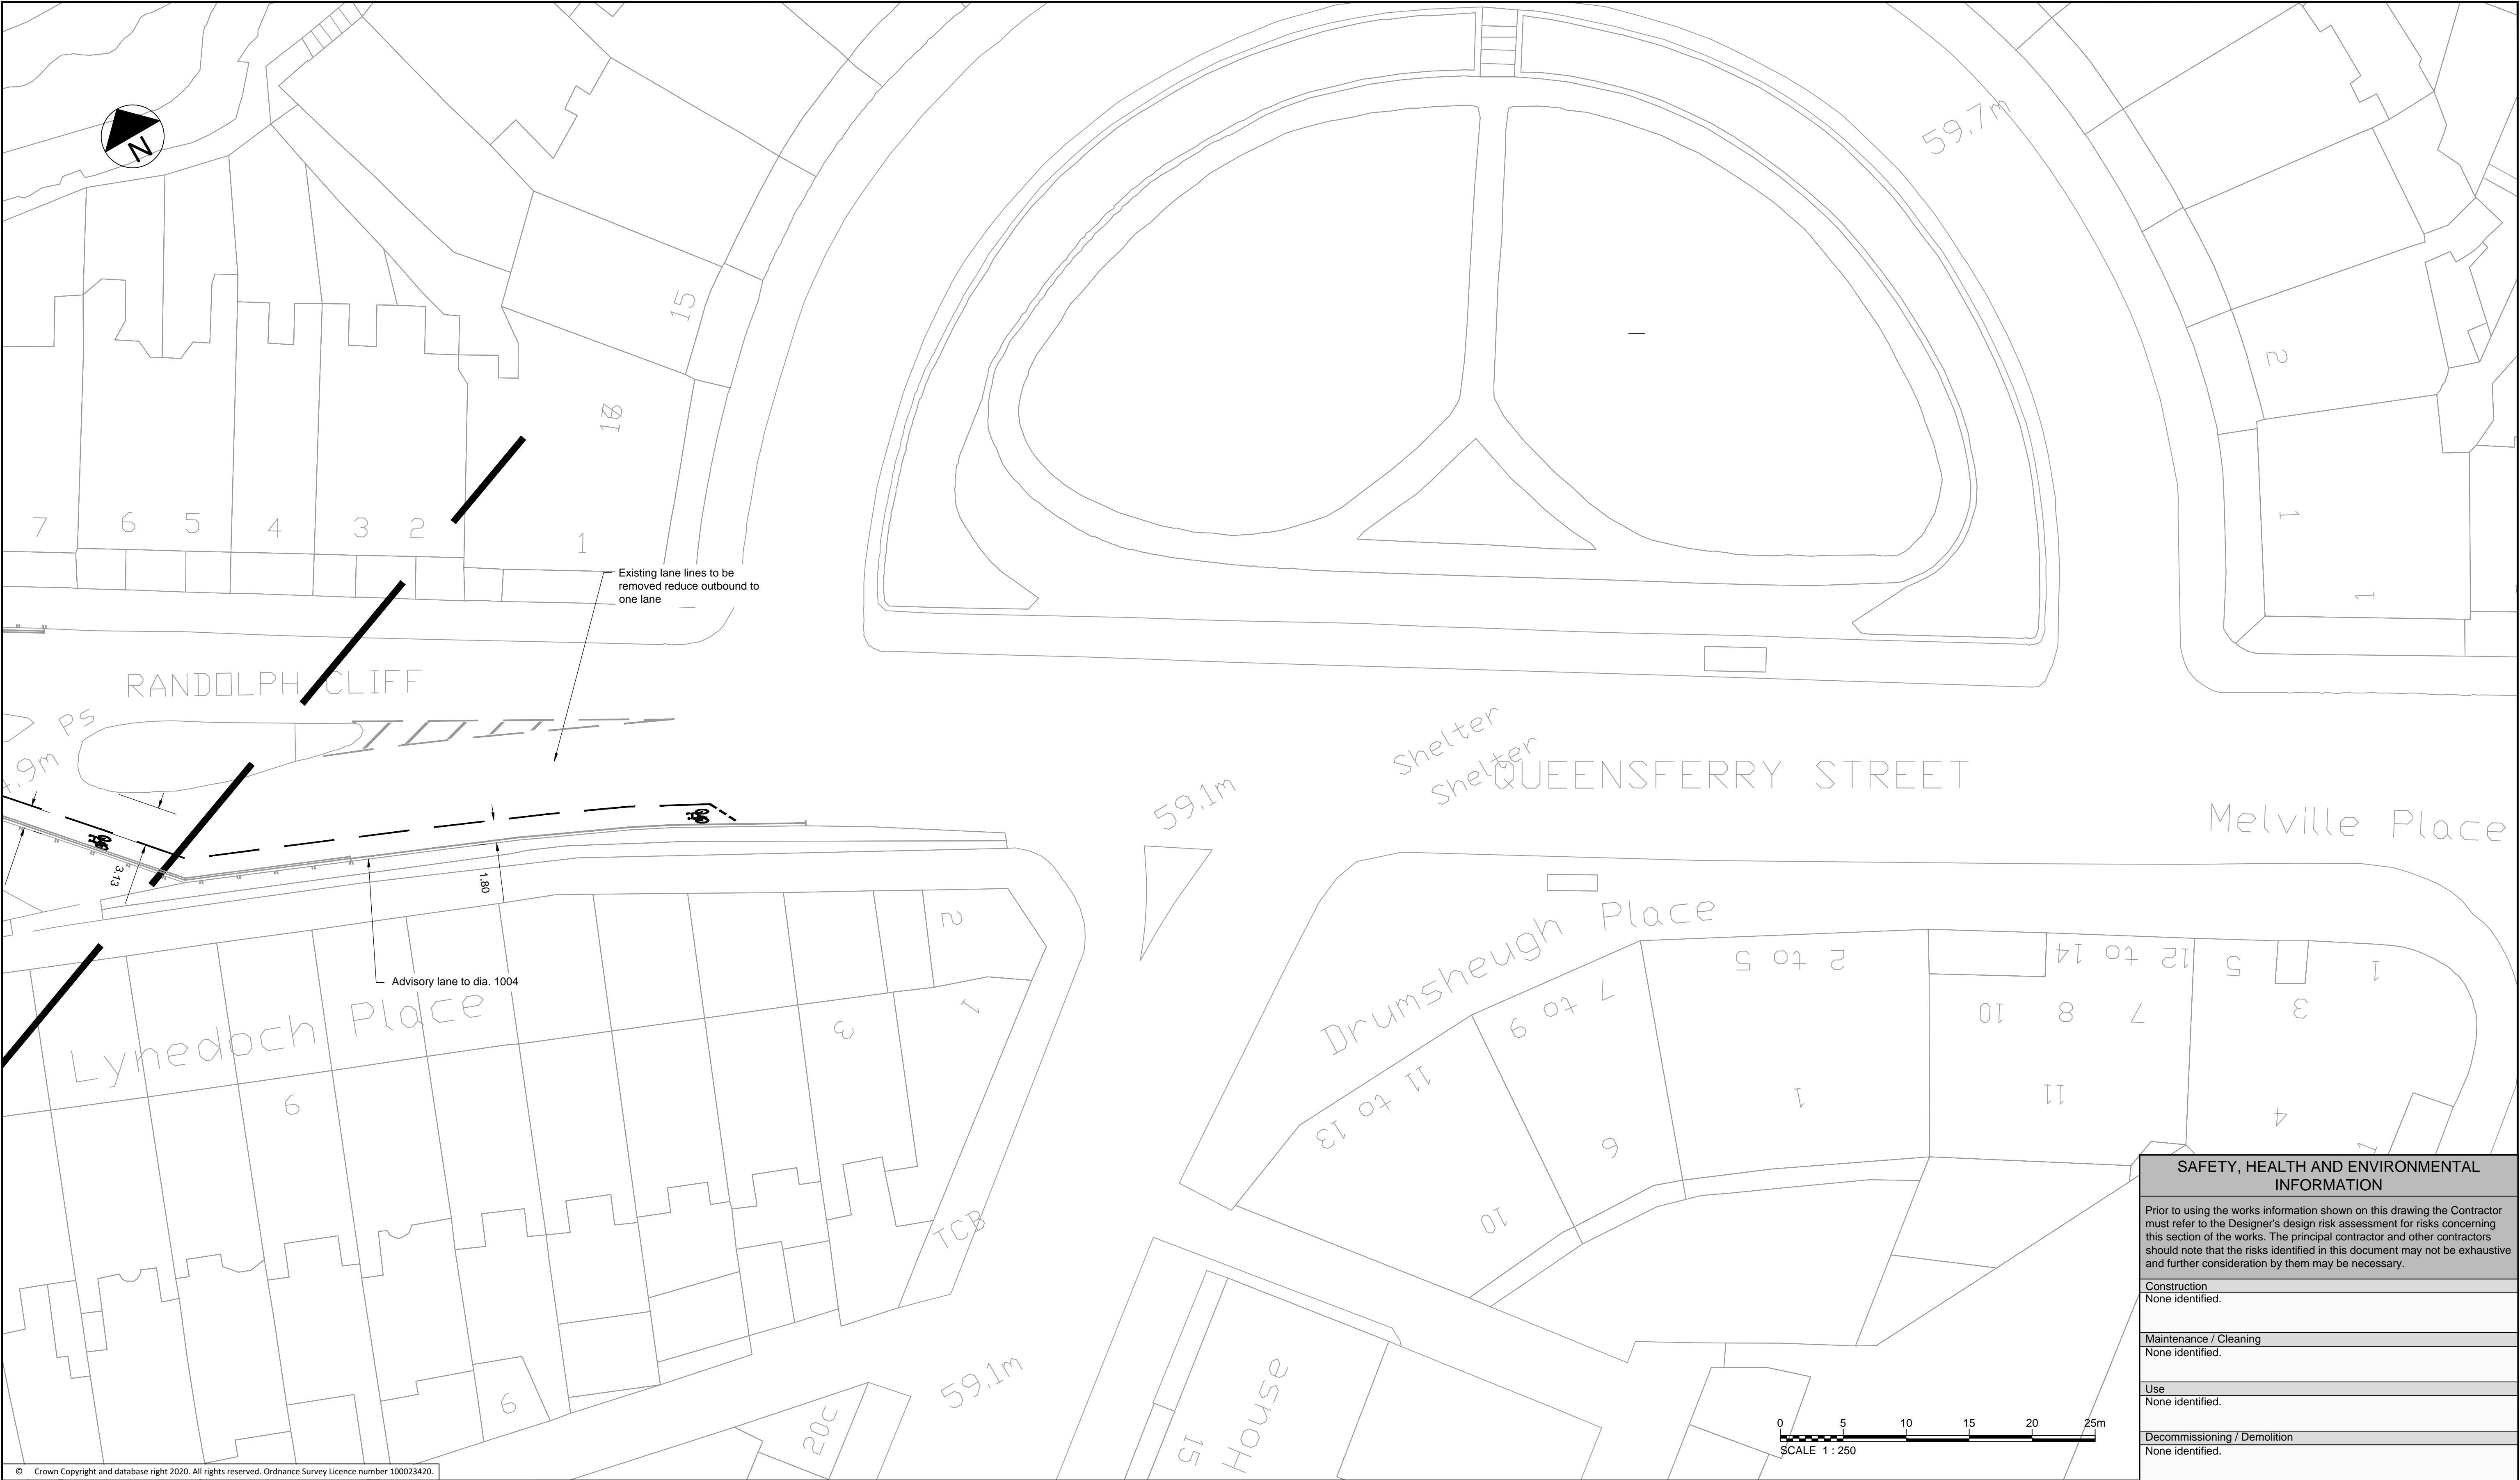 N
59.7m
15
16
7
6
5
4
3
2
1
2
1
1
Existing lane lines to be
removed reduce outbound to
one lane
RANDOLPH CLIFF
PS
.9m
Shelter
Shelter
QUEENSFERRY STREET
59.1m
Melville Place
3.13
1.80
2
Advisory lane to dia. 1004
Lynedoch Place
Drumsheugh Place
2 to 5
12 to 14
5
1
7 to 9
10
8
7
3
3
1
11 to 13
1
11
4
1
9
6
10
TCB
SAFETY, HEALTH AND ENVIRONMENTAL
INFORMATION
Prior to using the works information shown on this drawing the Contractor
must refer to the Designer's design risk assessment for risks concerning
this section of the works. The principal contractor and other contractors
should note that the risks identified in this document may not be exhaustive
and further consideration by them may be necessary.
Construction
None identified.
Maintenance / Cleaning
None identified.
Use
None identified.
Decommissioning / Demolition
None identified.
59.1m
6
20c
15
House
0 5 10 15 20 25m
SCALE 1 : 250
© Crown Copyright and database right 2020. All rights reserved. Ordnance Survey Licence number 100023420.